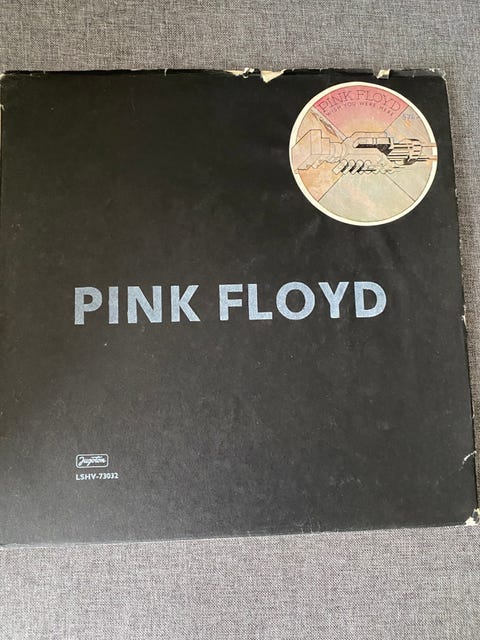 PINK FLOYD
WISH YOU WERE HERE
PINK FLOYD
Jugoton
LSHV-73032